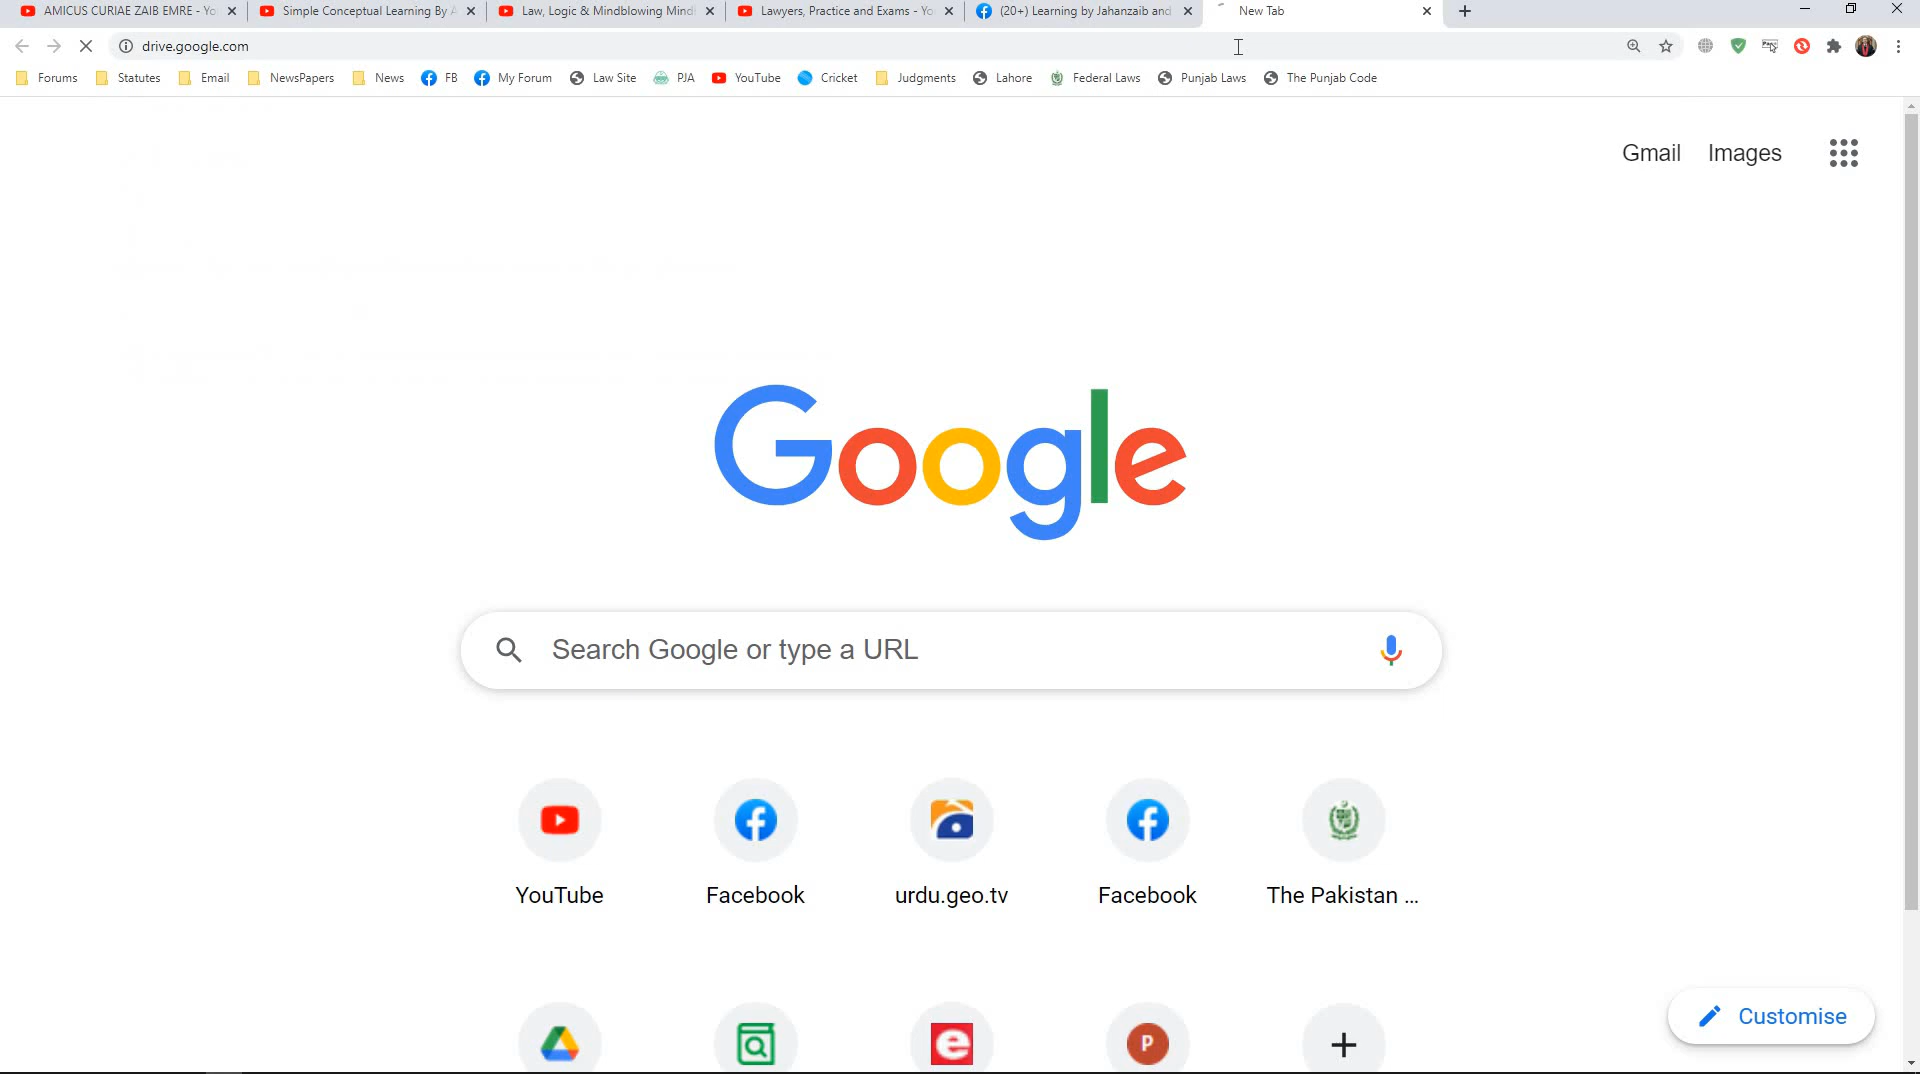 AMICUS CURIAE ZAIB EMRE - Yo
Simple Conceptual Learning By A
Law, Logic & Mindblowing Mind
Lawyers, Practice and Exams - Yo
(20+) Learning by Jahanzaib and
New Tab
drive.google.com
Forums
Statutes
Email
NewsPapers
News
FB
My Forum
Law Site
PJA
YouTube
Cricket
Judgments
Lahore
Federal Laws
Punjab Laws
The Punjab Code
Gmail
Images
Google
Search Google or type a URL
YouTube
Facebook
urdu.geo.tv
Facebook
The Pakistan ...
e
P
Customise